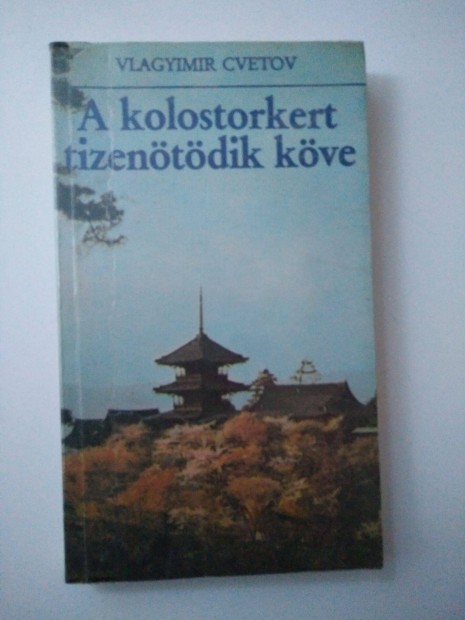 VLAGYIMIR CVETOV
A kolostorkert
tizenötödik köve